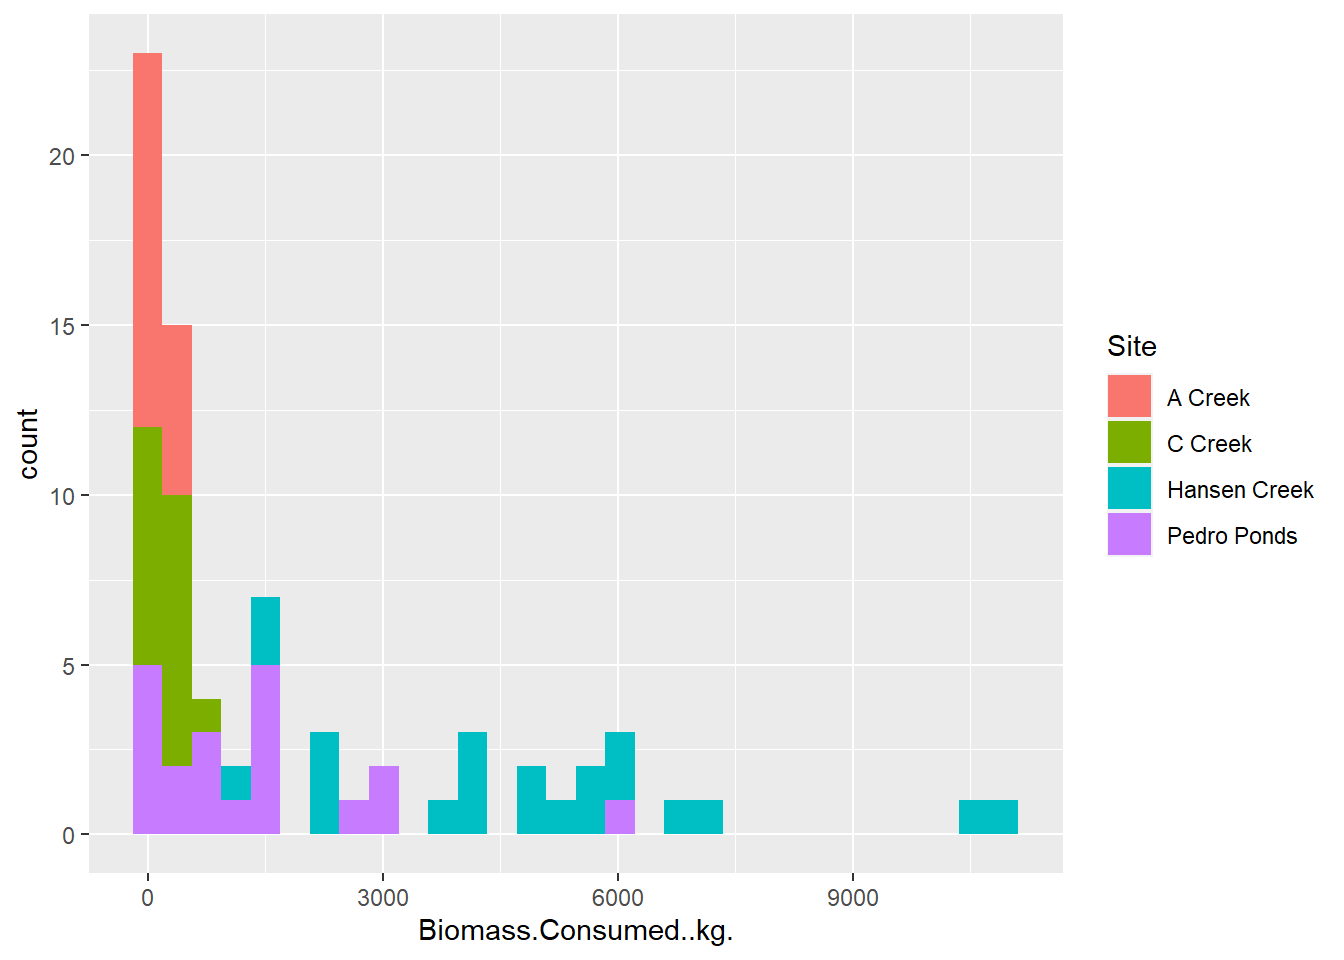 20
15
10
5
0
count
0 3000 6000 9000
Biomass.Consumed..kg.
Site
A Creek
C Creek
Hansen Creek
Pedro Ponds